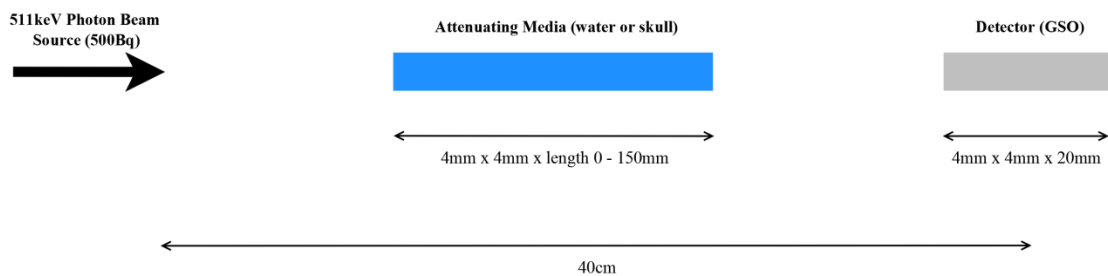 511keV Photon Beam
Source (500Bq)
Attenuating Media (water or skull)
Detector (GSO)
4mm x 4mm x length 0 - 150mm
4mm x 4mm x 20mm
40cm